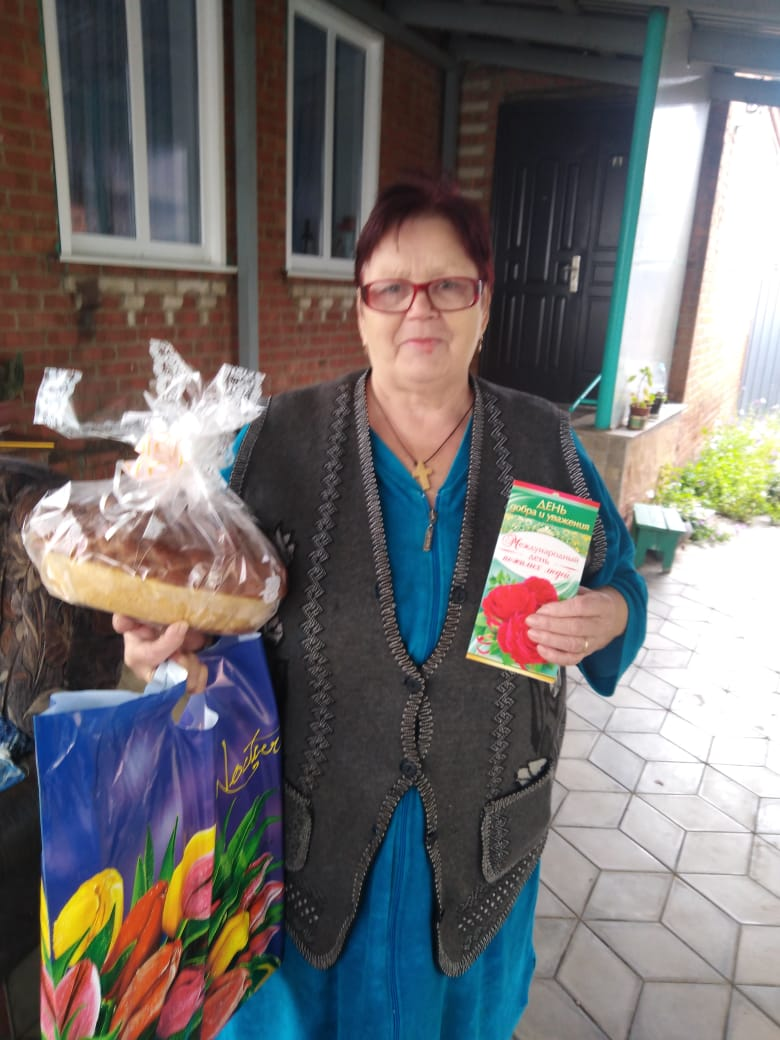 ДЕНЬ
добра и уважения
Международный
день
пожилых людей